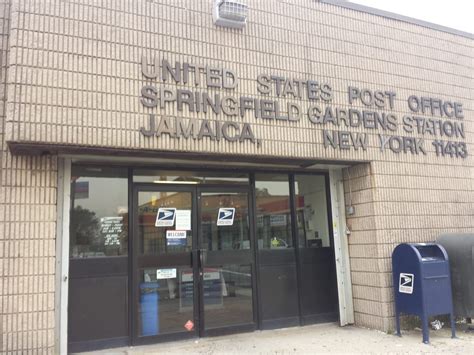 UNITED STATES POST OFFICE
SPRINGFIELD GARDENS STATION
JAMAICA, NEW YORK 11413
WELCOME